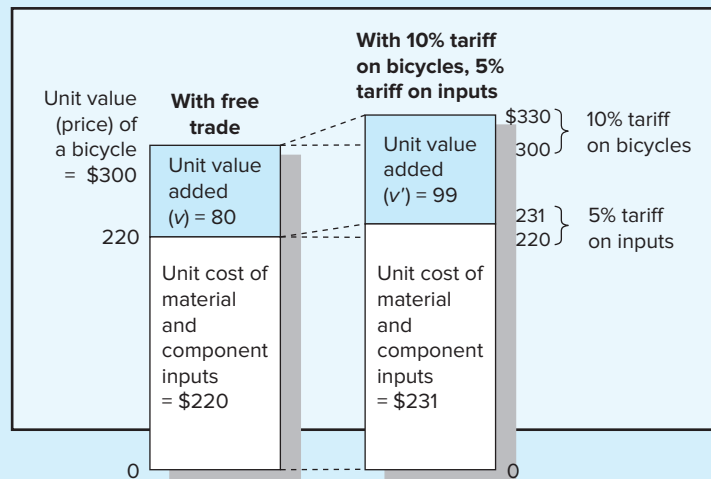 With 10% tariff
on bicycles, 5%
tariff on inputs
With free
trade
Unit value
(price) of
a bicycle
= $300
$330
300
10% tariff
on bicycles
Unit value
added
(v) = 80
Unit value
added
(v′) = 99
220
231
220
5% tariff
on inputs
Unit cost of
material
and
component
inputs
= $220
Unit cost of
material
and
component
inputs
= $231
0
0